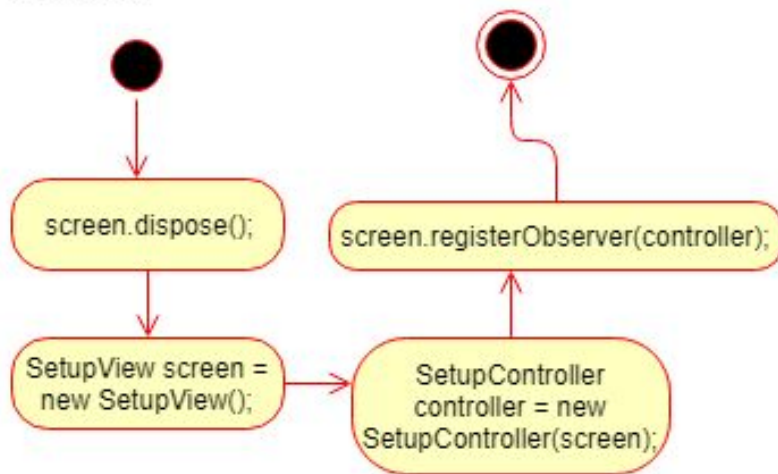 screen.dispose();
SetupView screen =
new SetupView();
SetupController
controller = new
SetupController(screen);
screen.registerObserver(controller);